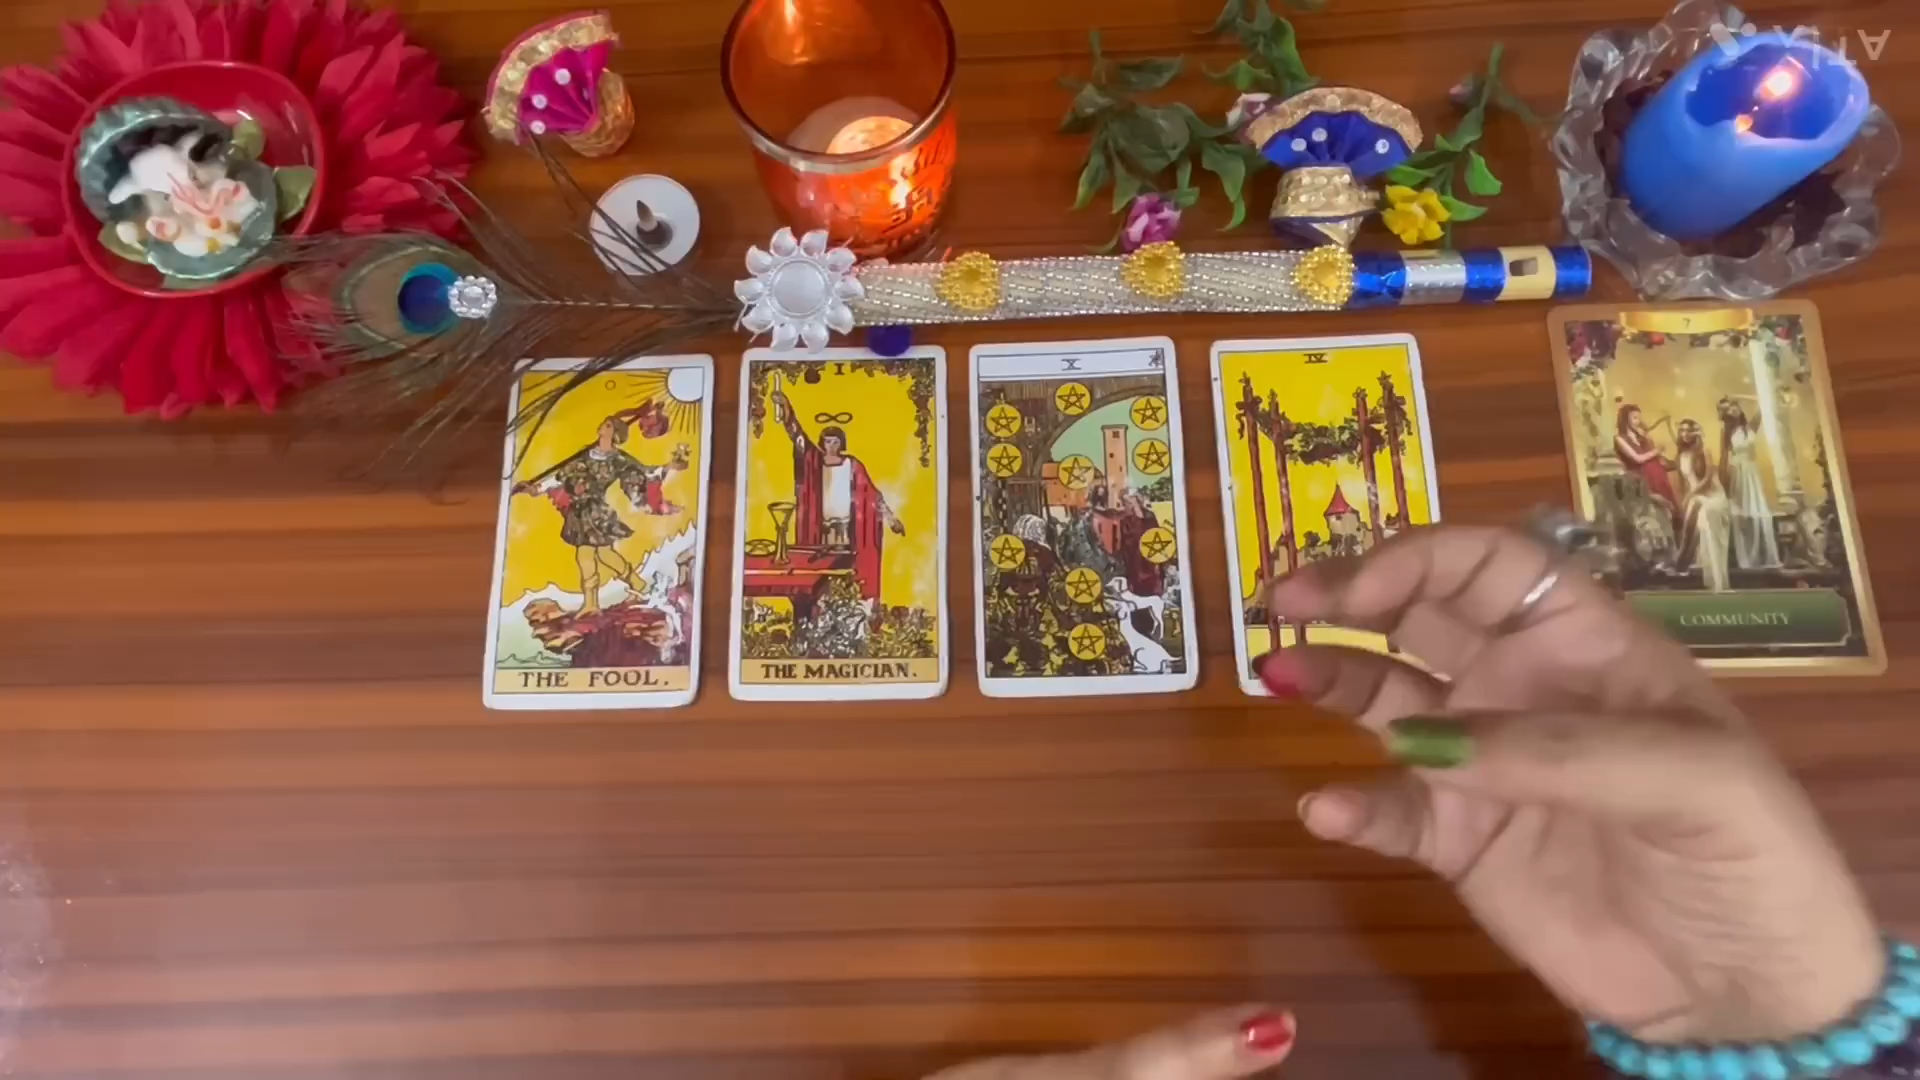 7
IV
I
X
THE FOOL.
THE MAGICIAN.
COMMUNITY